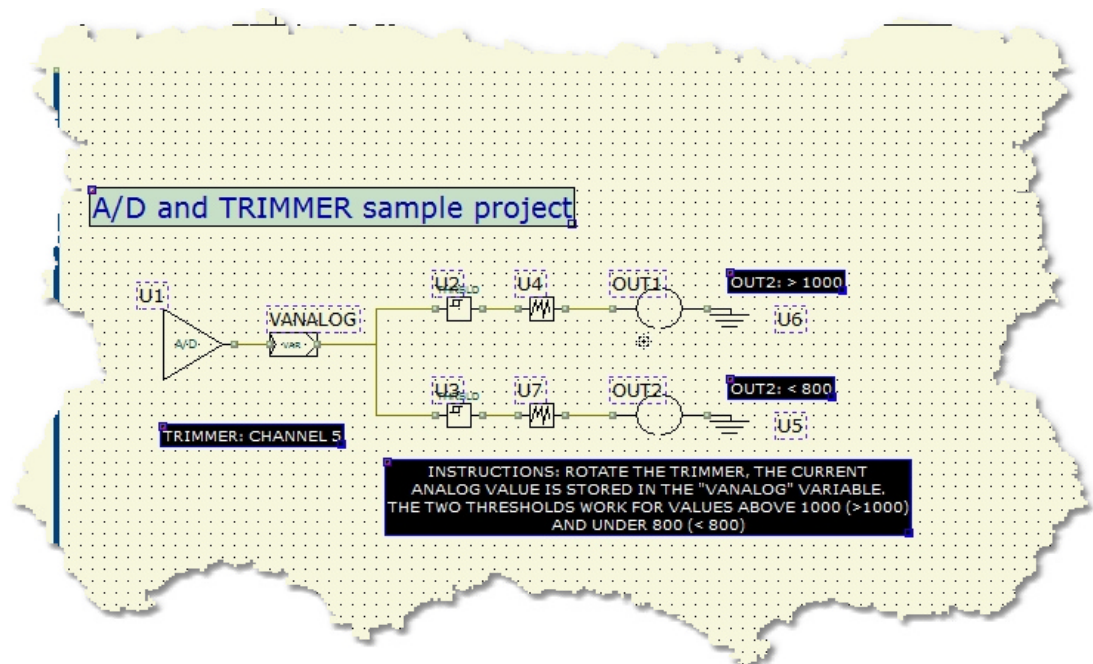 A/D and TRIMMER sample project
U1
A/D
VANALOG
VAR
U2
THRSLD
U4
OUT1
OUT2: > 1000
U6
U3
THRSLD
U7
OUT2
OUT2: < 800
U5
TRIMMER: CHANNEL 5
INSTRUCTIONS: ROTATE THE TRIMMER, THE CURRENT
ANALOG VALUE IS STORED IN THE "VANALOG" VARIABLE.
THE TWO THRESHOLDS WORK FOR VALUES ABOVE 1000 (>1000)
AND UNDER 800 (< 800)